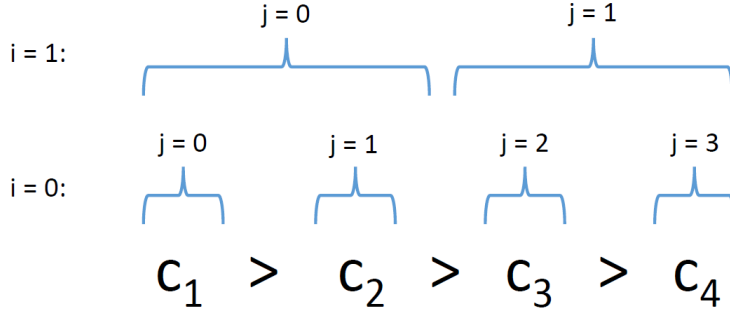 j = 0 j = 1
i = 1:
j = 0 j = 1 j = 2 j = 3
i = 0:
c₁ > c₂ > c₃ > c₄